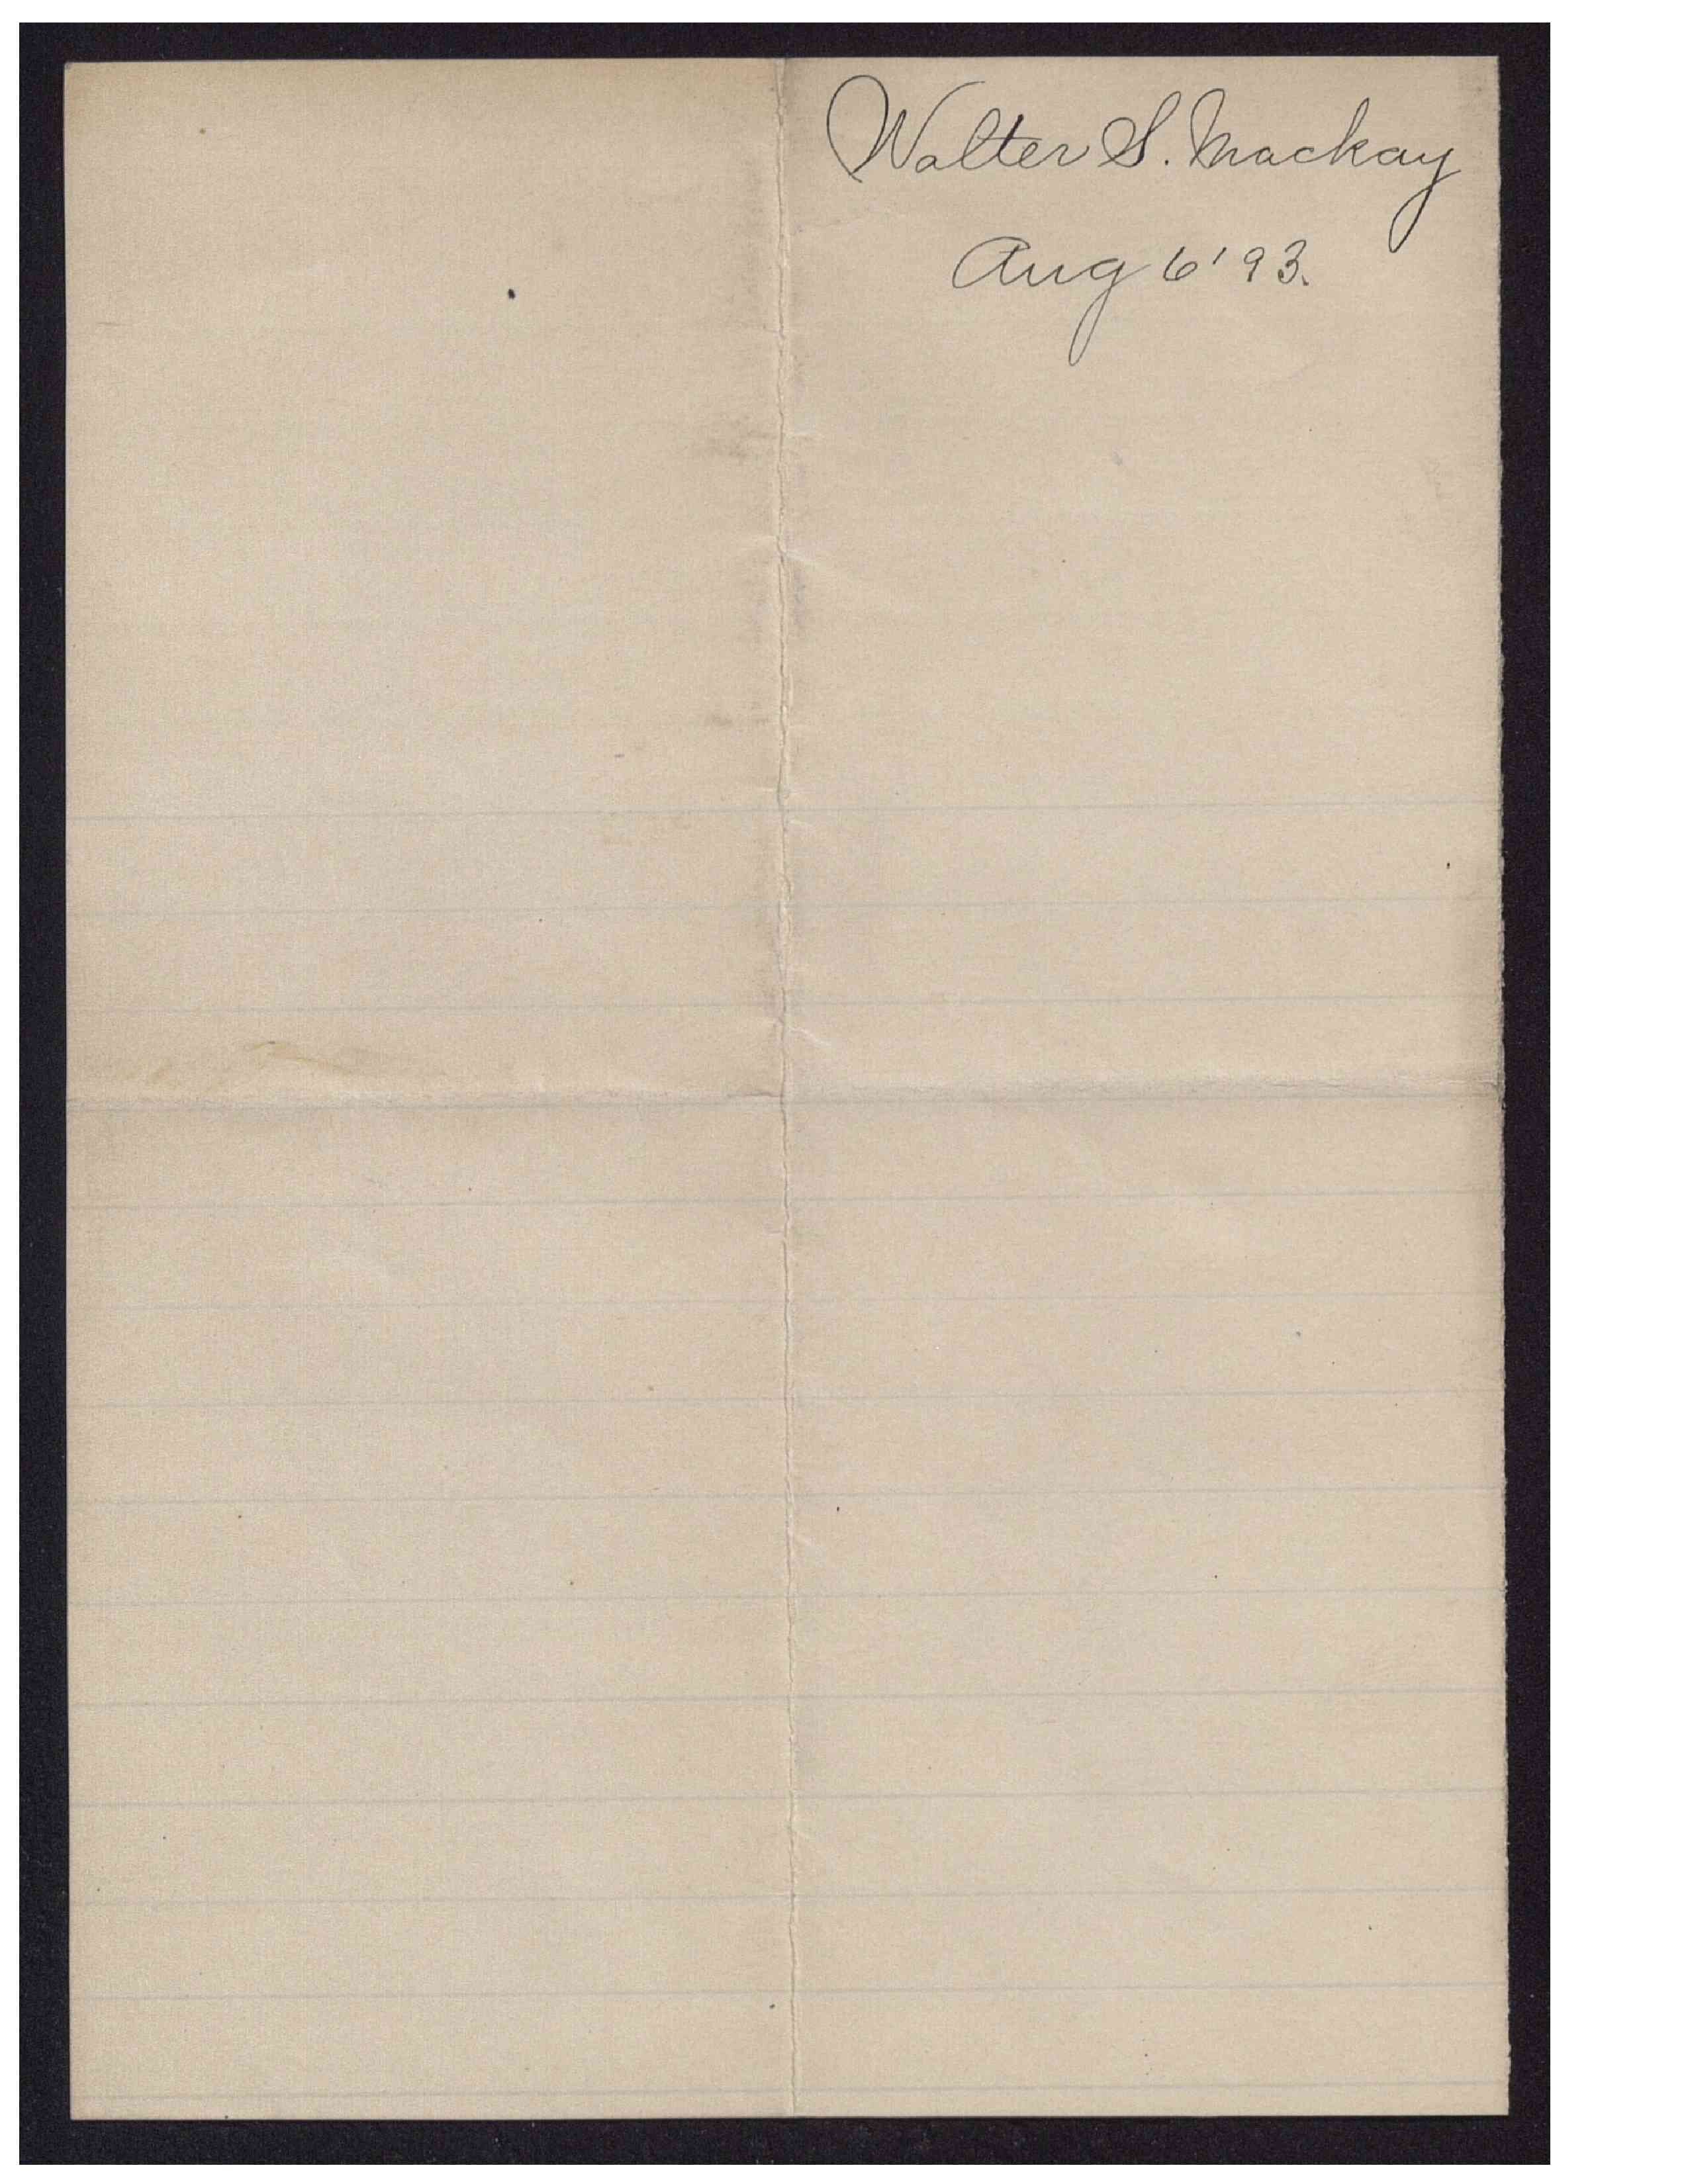 Walter S. Mackay
Aug 6 '93.